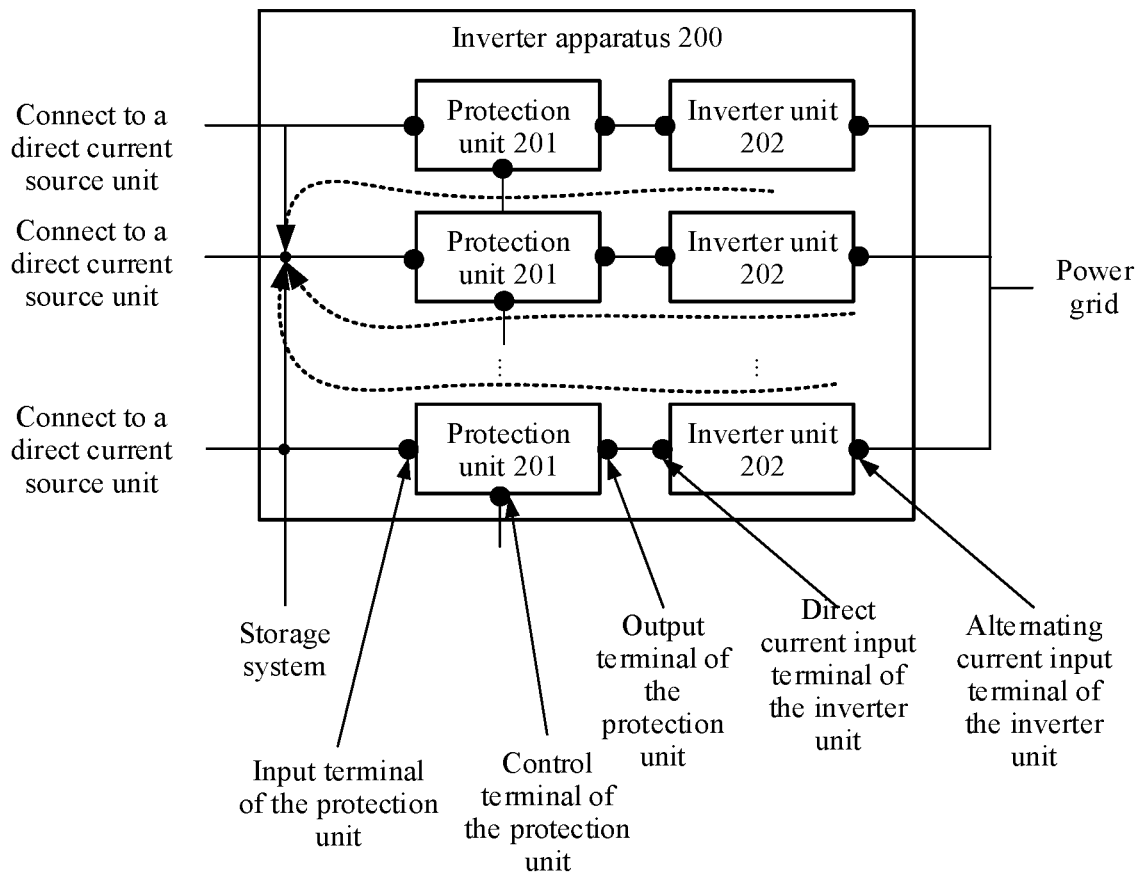 Inverter apparatus 200
Connect to a
direct current
source unit
Protection
unit 201
Inverter unit
202
Connect to a
direct current
source unit
Protection
unit 201
Inverter unit
202
Power
grid
...
...
Connect to a
direct current
source unit
Protection
unit 201
Inverter unit
202
Storage
system
Input terminal
of the protection
unit
Control
terminal of
the protection
unit
Output
terminal of
the
protection
unit
Direct
current input
terminal of
the inverter
unit
Alternating
current input
terminal of
the inverter
unit